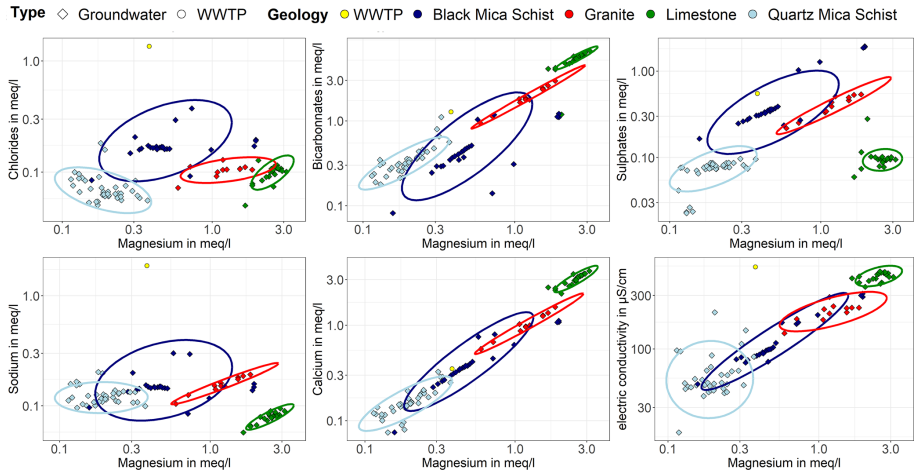 Type Groundwater WWTP Geology WWTP Black Mica Schist Granite Limestone Quartz Mica Schist
Chlorides in meq/l
1.0
0.3
0.1
0.1 0.3 1.0 3.0
Magnesium in meq/l
Bicarbonnates in meq/l
3.0
1.0
0.3
0.1
0.1 0.3 1.0 3.0
Magnesium in meq/l
Sulphates in meq/l
1.00
0.30
0.10
0.03
0.1 0.3 1.0 3.0
Magnesium in meq/l
Sodium in meq/l
1.0
0.3
0.1
0.1 0.3 1.0 3.0
Magnesium in meq/l
Calcium in meq/l
3.0
1.0
0.3
0.1
0.1 0.3 1.0 3.0
Magnesium in meq/l
electric conductivity in µS/cm
300
100
30
0.1 0.3 1.0 3.0
Magnesium in meq/l